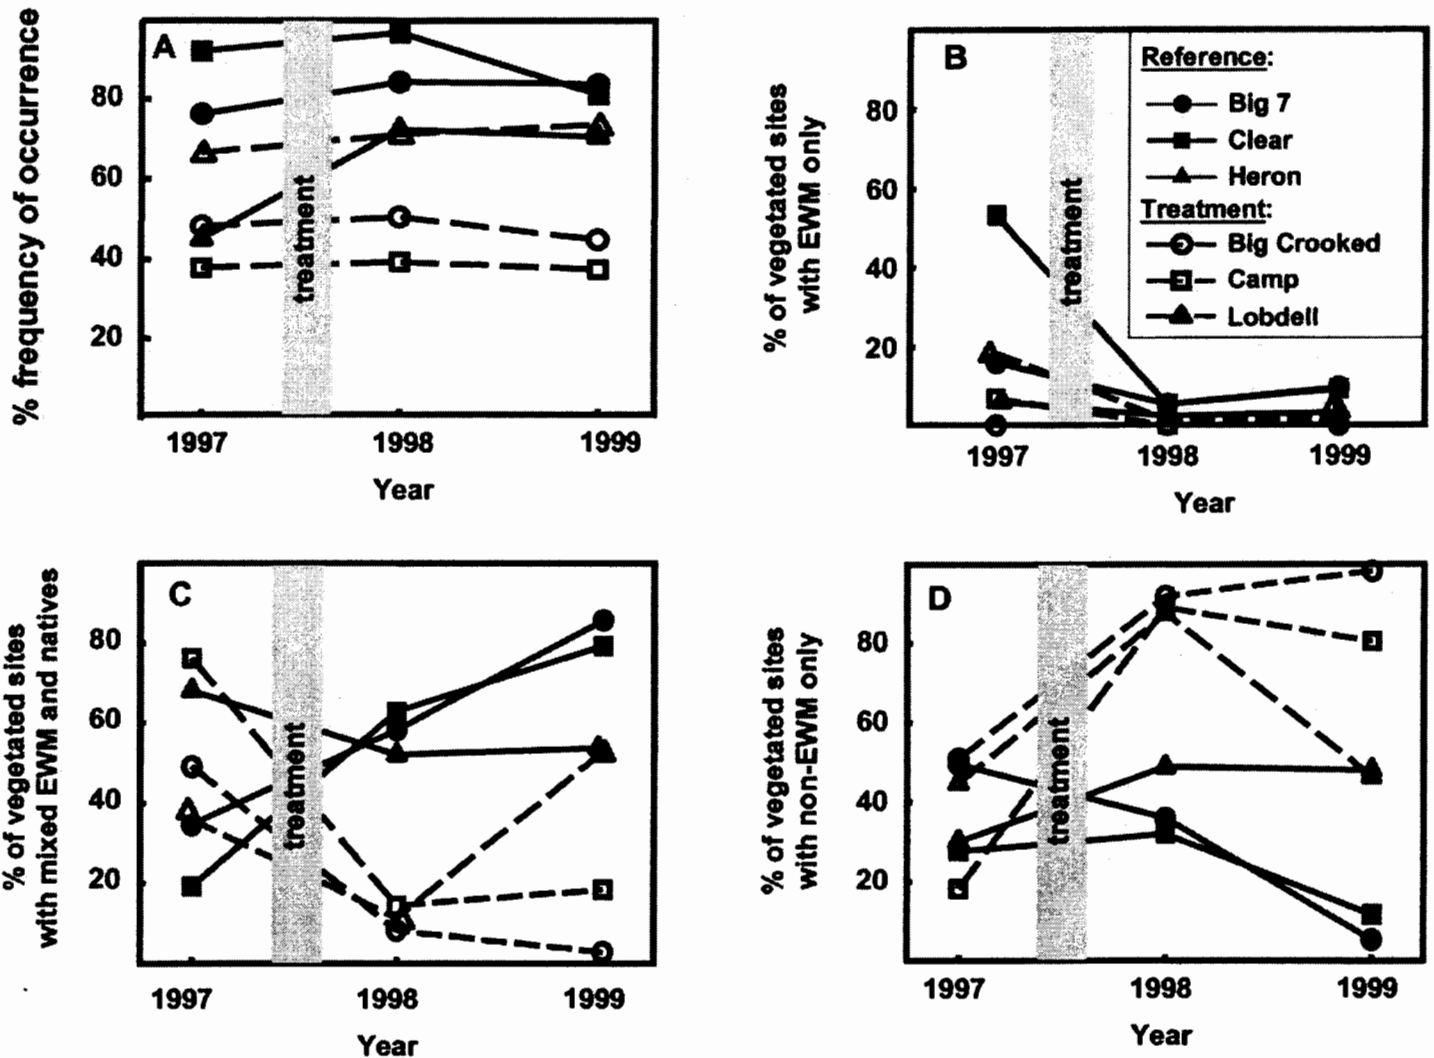 % frequency of occurrence
A
80
60
40
20
treatment
1997
1998
1999
Year
% of vegetated sites
with EWM only
B
80
60
40
20
treatment
Reference:
Big 7
Clear
Heron
Treatment:
Big Crooked
Camp
Lobdell
1997
1998
1999
Year
% of vegetated sites
with mixed EWM and natives
C
80
60
40
20
treatment
1997
1998
1999
Year
% of vegetated sites
with non-EWM only
D
80
60
40
20
treatment
1997
1998
1999
Year